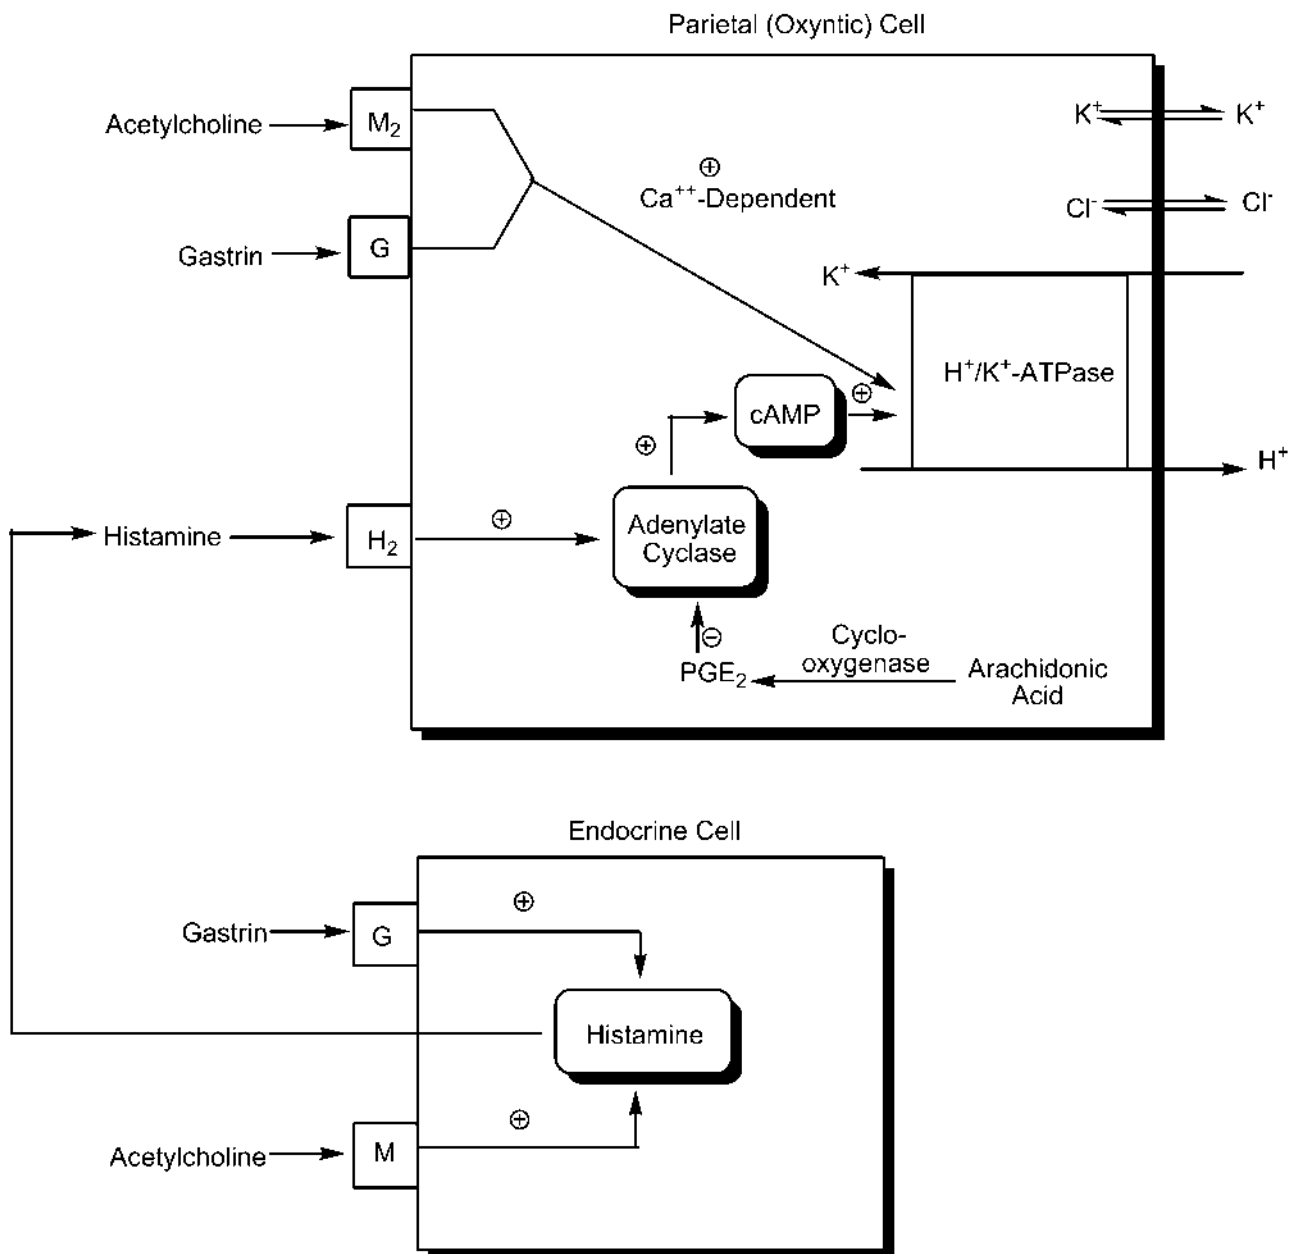 Parietal (Oxyntic) Cell
Acetylcholine
M₂
⊕
Ca⁺⁺-Dependent
K⁺
K⁺
Cl⁻
Cl⁻
Gastrin
G
K⁺
H⁺/K⁺-ATPase
cAMP
⊕
⊕
H⁺
Histamine
H₂
⊕
Adenylate
Cyclase
⊖
PGE₂
Cyclo-
oxygenase
Arachidonic
Acid
Endocrine Cell
Gastrin
G
⊕
Histamine
⊕
Acetylcholine
M